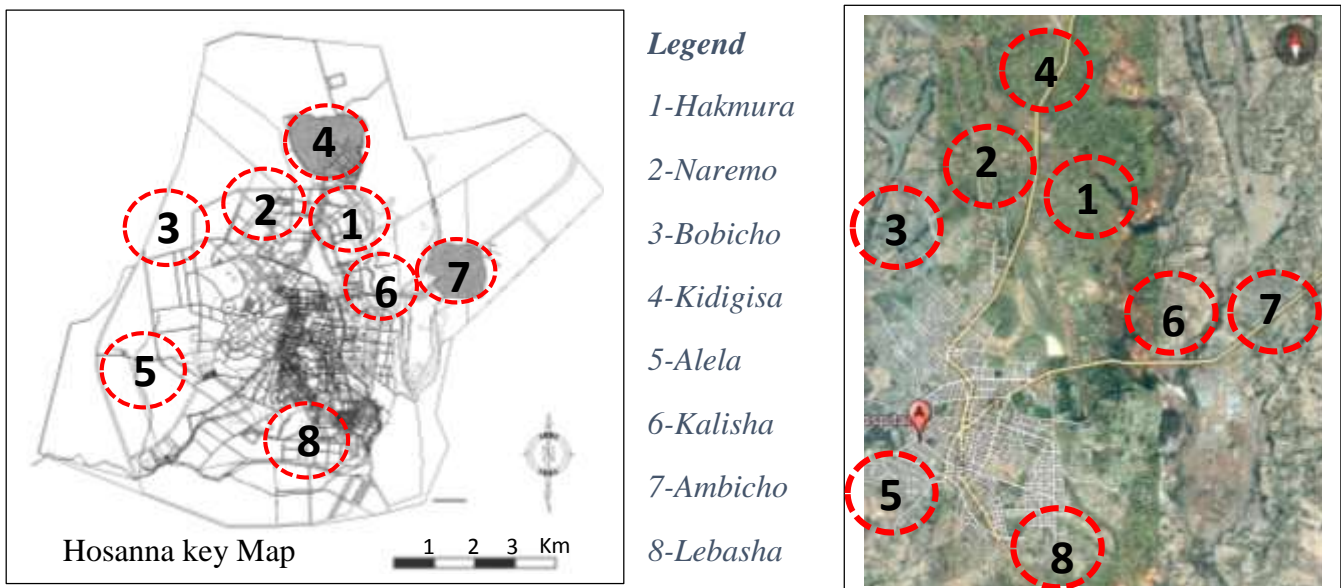 4
2
1
3
7
6
5
8
Hosanna key Map
1 2 3 Km
Legend
1-Hakmura
2-Naremo
3-Bobicho
4-Kidigisa
5-Alela
6-Kalisha
7-Ambicho
8-Lebasha
4
2
1
3
6
7
A
5
8